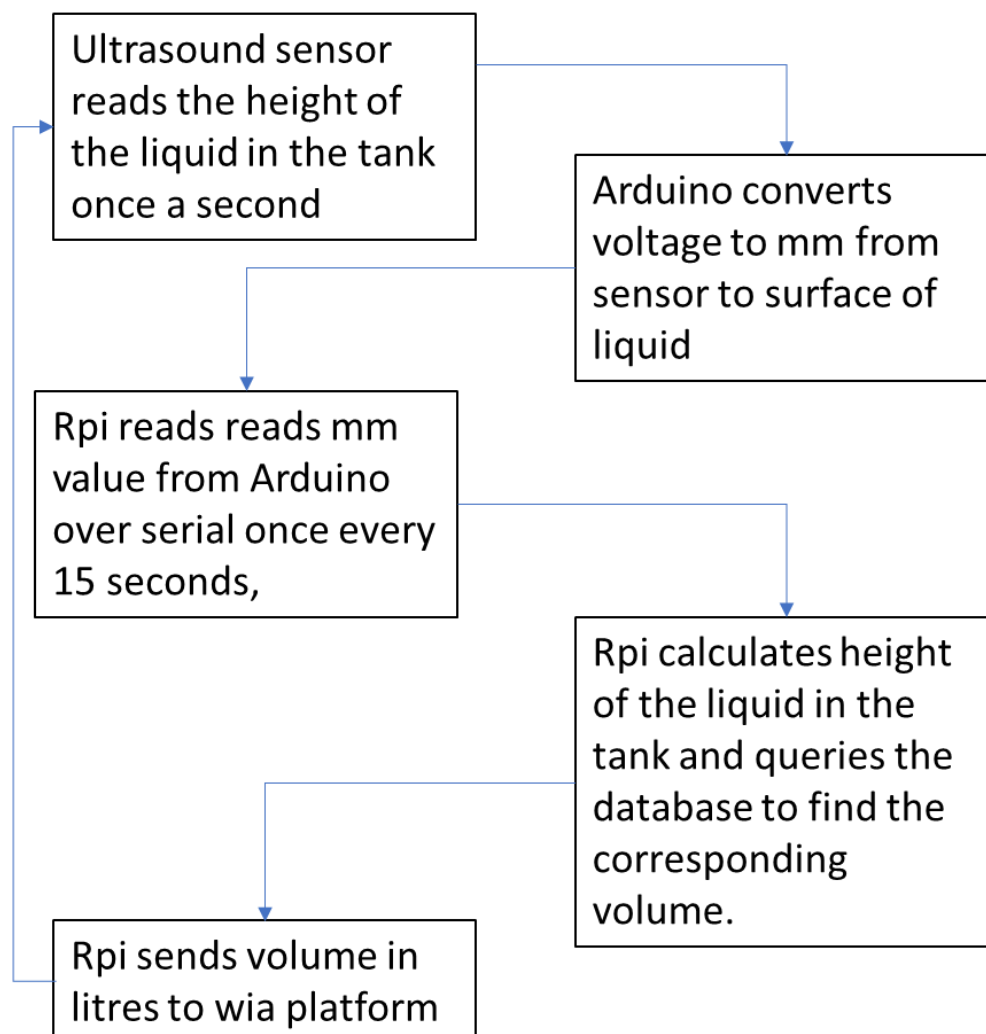 Ultrasound sensor
reads the height of
the liquid in the tank
once a second
Arduino converts
voltage to mm from
sensor to surface of
liquid
Rpi reads reads mm
value from Arduino
over serial once every
15 seconds,
Rpi calculates height
of the liquid in the
tank and queries the
database to find the
corresponding
volume.
Rpi sends volume in
litres to wia platform